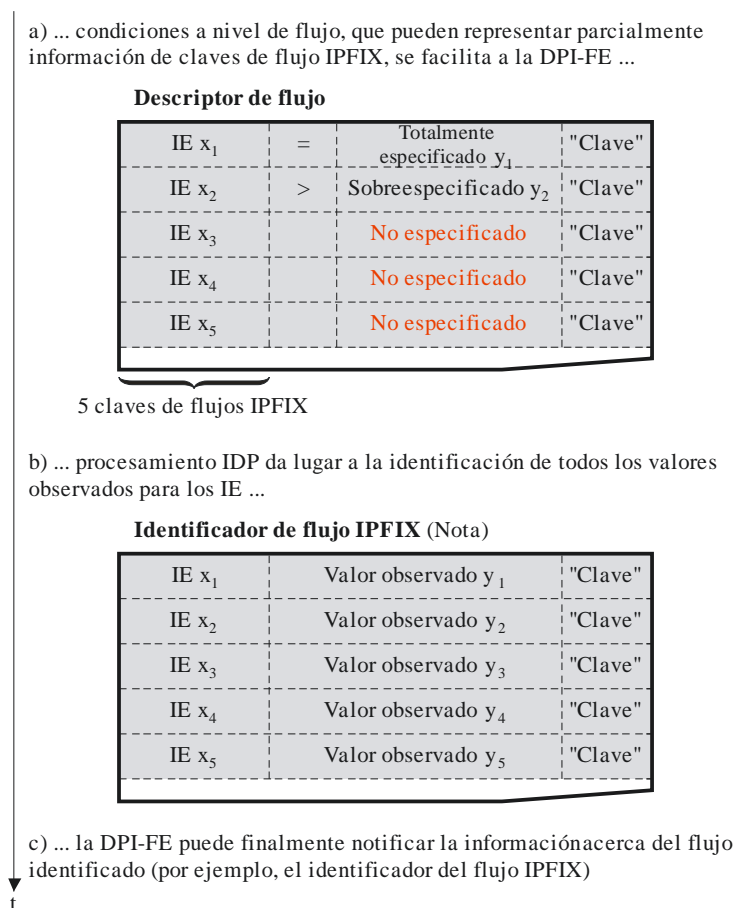 a) ... condiciones a nivel de flujo, que pueden representar parcialmente
información de claves de flujo IPFIX, se facilita a la DPI-FE ...
Descriptor de flujo
IE x1 = Totalmente especificado y1 "Clave"
IE x2 > Sobreespecificado y2 "Clave"
IE x3 No especificado "Clave"
IE x4 No especificado "Clave"
IE x5 No especificado "Clave"
5 claves de flujos IPFIX
b) ... procesamiento IDP da lugar a la identificación de todos los valores
observados para los IE ...
Identificador de flujo IPFIX (Nota)
IE x1 Valor observado y1 "Clave"
IE x2 Valor observado y2 "Clave"
IE x3 Valor observado y3 "Clave"
IE x4 Valor observado y4 "Clave"
IE x5 Valor observado y5 "Clave"
c) ... la DPI-FE puede finalmente notificar la informaciónacerca del flujo
identificado (por ejemplo, el identificador del flujo IPFIX)
t